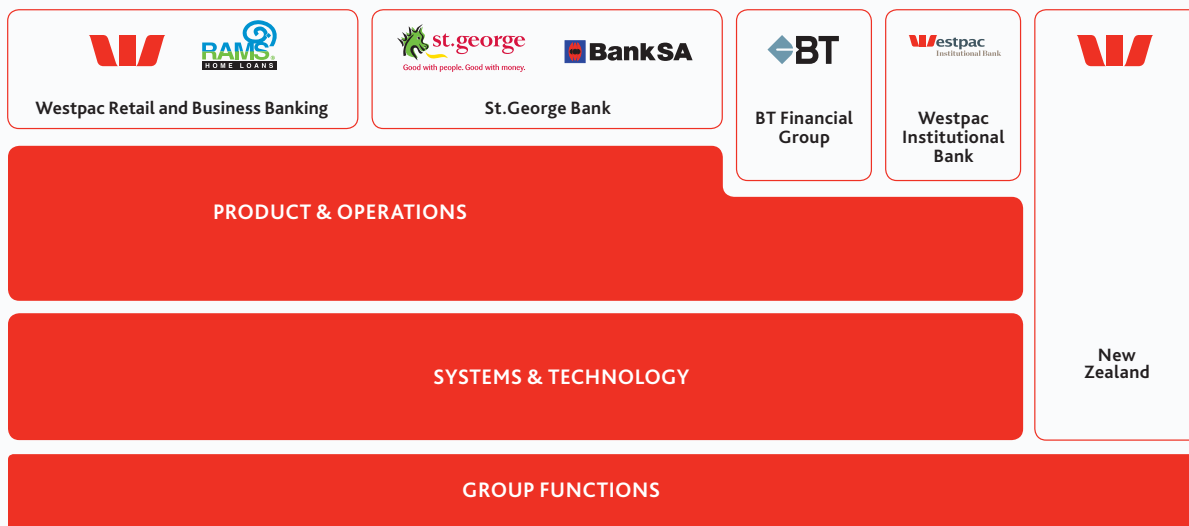 RAMS.
HOME LOANS
Westpac Retail and Business Banking
st.george
Good with people. Good with money.
BankSA
St.George Bank
BT
BT Financial
Group
Westpac
Institutional Bank
Westpac
Institutional
Bank
New
Zealand
PRODUCT & OPERATIONS
SYSTEMS & TECHNOLOGY
GROUP FUNCTIONS